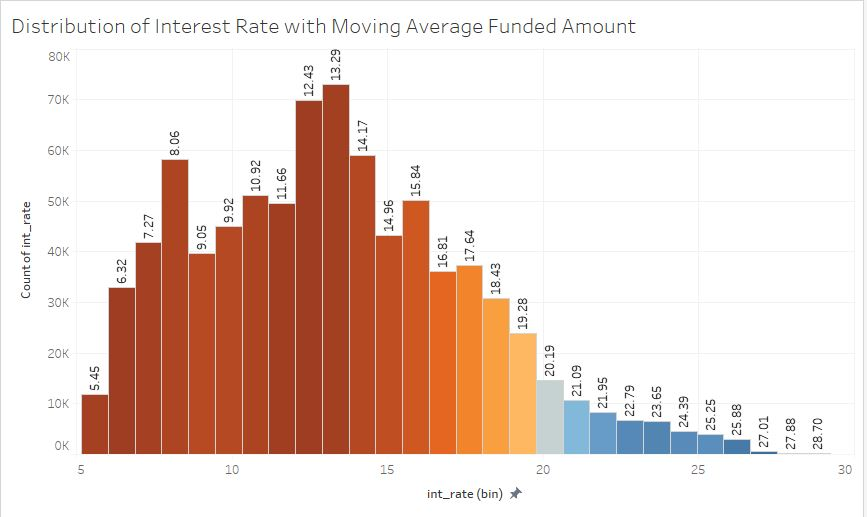 Distribution of Interest Rate with Moving Average Funded Amount
Count of int_rate
80K
70K
60K
50K
40K
30K
20K
10K
0K
5.45
6.32
7.27
8.06
9.05
9.92
10.92
11.66
12.43
13.29
14.17
14.96
15.84
16.81
17.64
18.43
19.28
20.19
21.09
21.95
22.79
23.65
24.39
25.25
25.88
27.01
27.88
28.70
5 10 15 20 25 30
int_rate (bin)